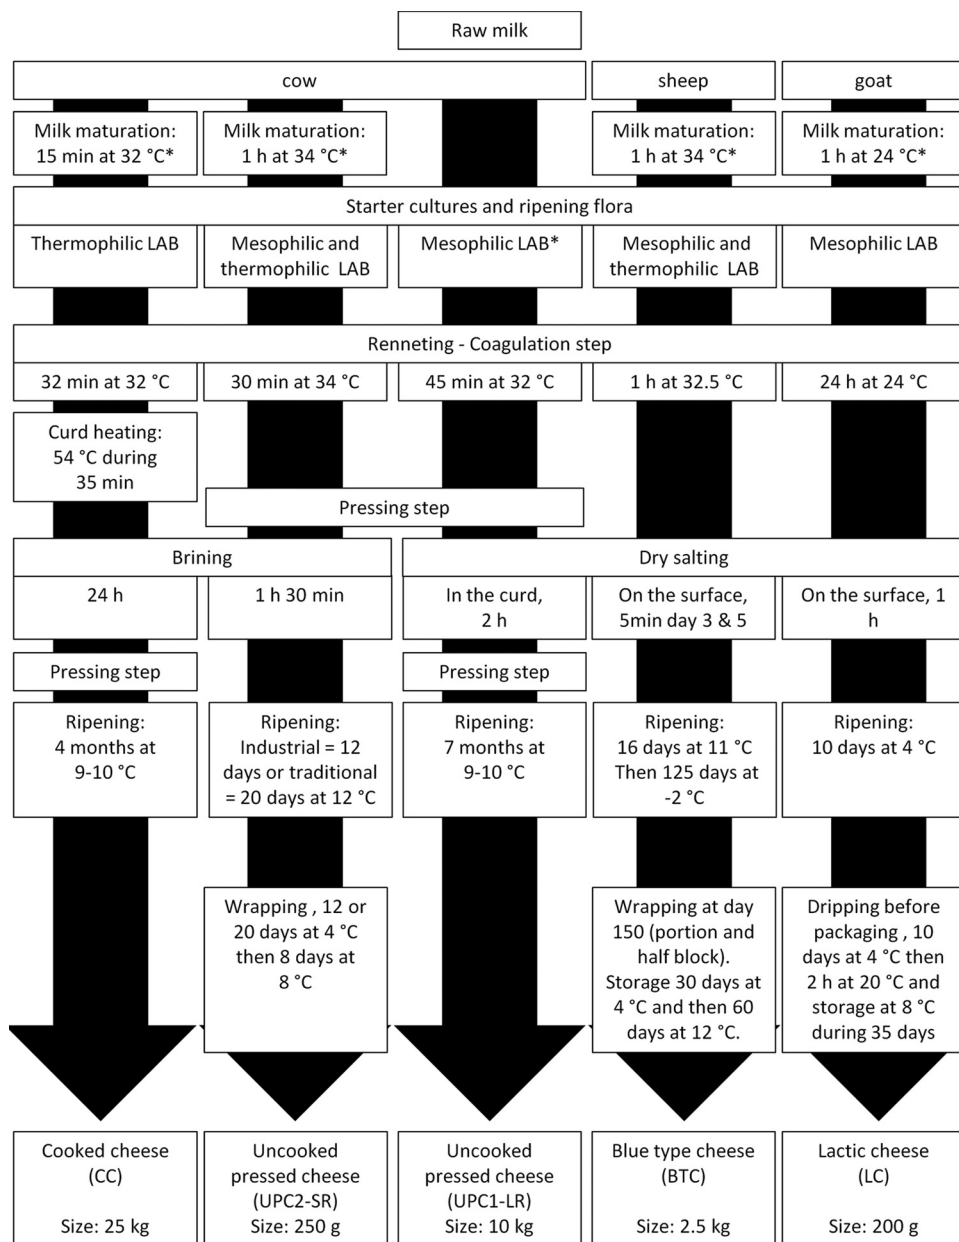 Raw milk
cow
sheep
goat
Milk maturation:
15 min at 32 °C*
Milk maturation:
1 h at 34 °C*
Milk maturation:
1 h at 34 °C*
Milk maturation:
1 h at 24 °C*
Starter cultures and ripening flora
Thermophilic LAB
Mesophilic and
thermophilic LAB
Mesophilic LAB*
Mesophilic and
thermophilic LAB
Mesophilic LAB
Renneting - Coagulation step
32 min at 32 °C
30 min at 34 °C
45 min at 32 °C
1 h at 32.5 °C
24 h at 24 °C
Curd heating:
54 °C during
35 min
Pressing step
Brining
Dry salting
24 h
1 h 30 min
In the curd,
2 h
On the surface,
5min day 3 & 5
On the surface, 1
h
Pressing step
Pressing step
Ripening:
4 months at
9-10 °C
Ripening:
Industrial = 12
days or traditional
= 20 days at 12 °C
Ripening:
7 months at
9-10 °C
Ripening:
16 days at 11 °C
Then 125 days at
-2 °C
Ripening:
10 days at 4 °C
Wrapping , 12 or
20 days at 4 °C
then 8 days at
8 °C
Wrapping at day
150 (portion and
half block).
Storage 30 days at
4 °C and then 60
days at 12 °C.
Dripping before
packaging , 10
days at 4 °C then
2 h at 20 °C and
storage at 8 °C
during 35 days
Cooked cheese
(CC)
Size: 25 kg
Uncooked
pressed cheese
(UPC2-SR)
Size: 250 g
Uncooked
pressed cheese
(UPC1-LR)
Size: 10 kg
Blue type cheese
(BTC)
Size: 2.5 kg
Lactic cheese
(LC)
Size: 200 g